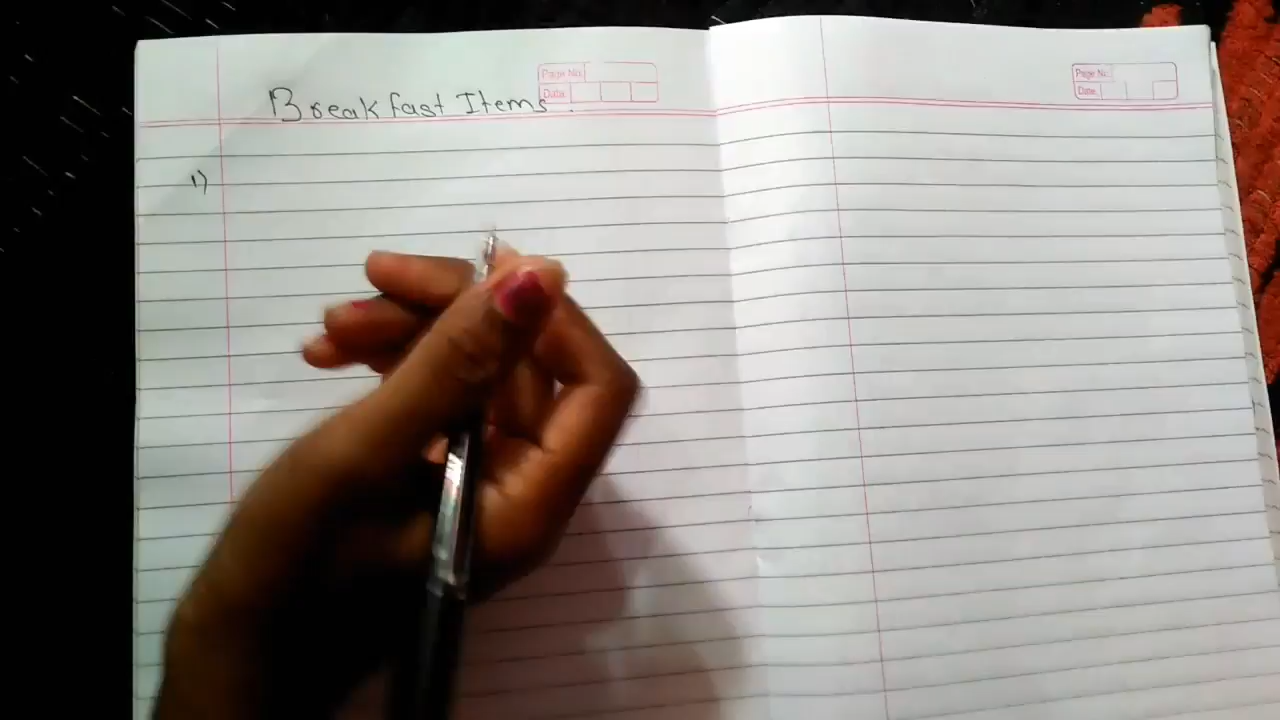 Page No.
Breakfast Items.
Date
1)
Page No.
Date